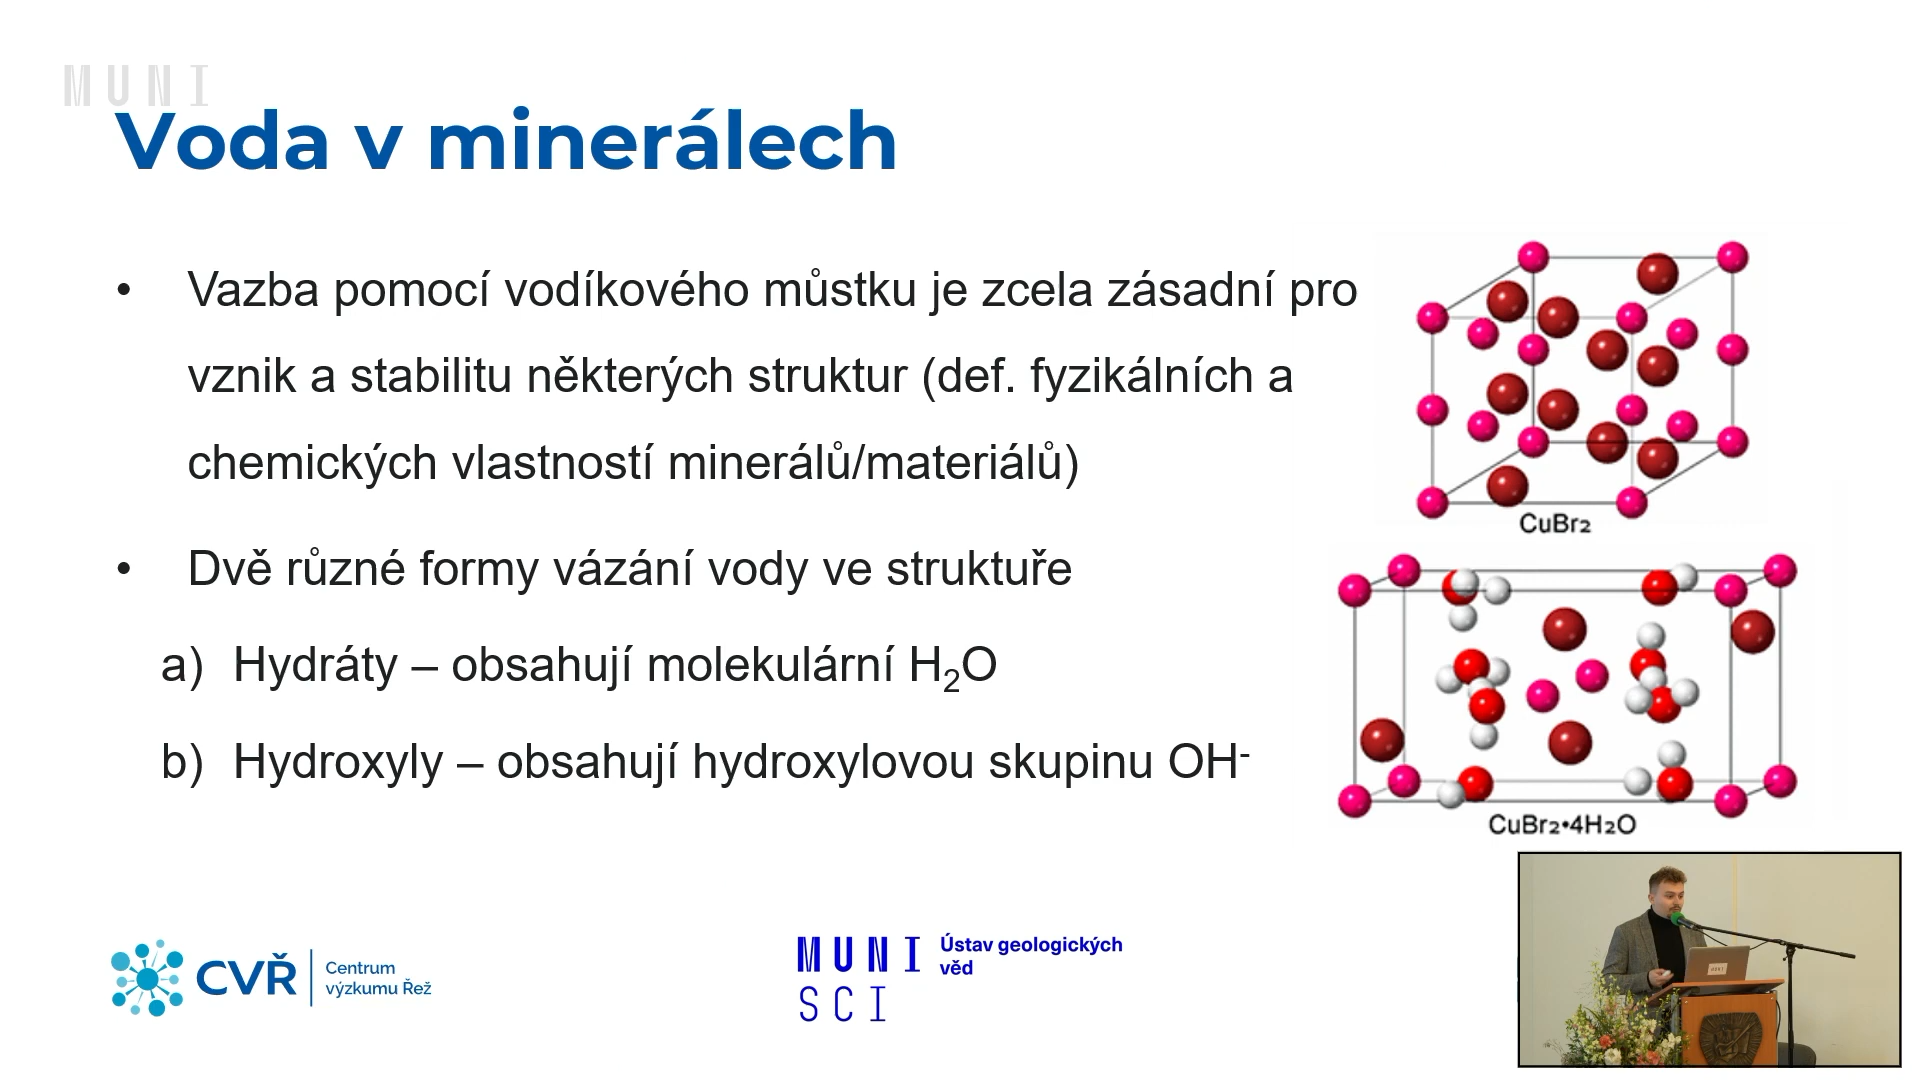 MUNI
Voda v minerálech
• Vazba pomocí vodíkového můstku je zcela zásadní pro
vznik a stabilitu některých struktur (def. fyzikálních a
chemických vlastností minerálů/materiálů)
• Dvě různé formy vázání vody ve struktuře
a) Hydráty – obsahují molekulární H₂O
b) Hydroxyly – obsahují hydroxylovou skupinu OH⁻
CuBr₂
CuBr₂•4H₂O
CVŘ
Centrum
výzkumu Řež
MUNI
SCI
Ústav geologických
věd